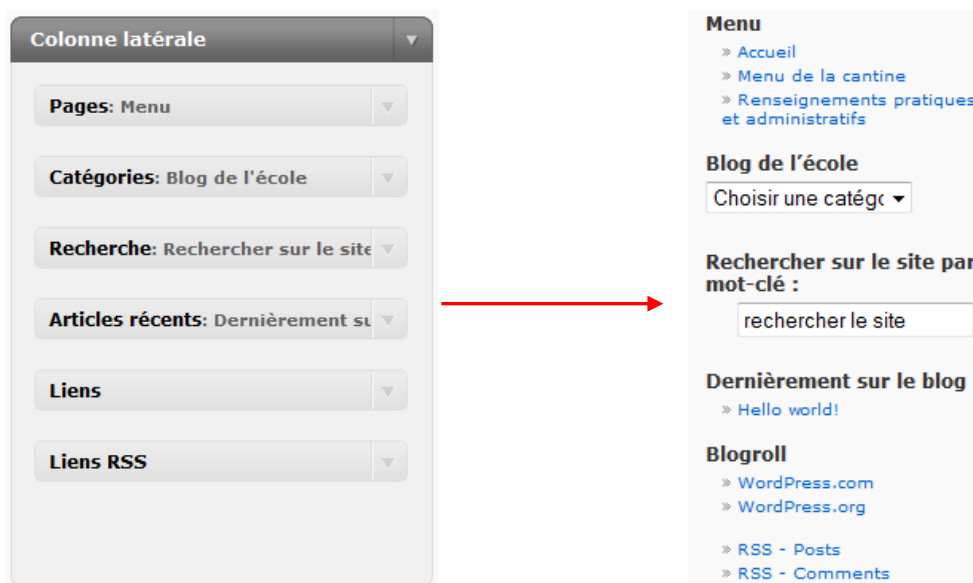 Colonne latérale
Pages: Menu
Catégories: Blog de l'école
Recherche: Rechercher sur le site
Articles récents: Dernièrement
Liens
Liens RSS
Menu
» Accueil
» Menu de la cantine
» Renseignements pratiques
et administratifs
Blog de l’école
Choisir une
Rechercher sur le site par
mot-clé :
rechercher le site
Dernièrement sur le blog
» Hello world!
Blogroll
» WordPress.com
» WordPress.org
» RSS - Posts
» RSS - Comments